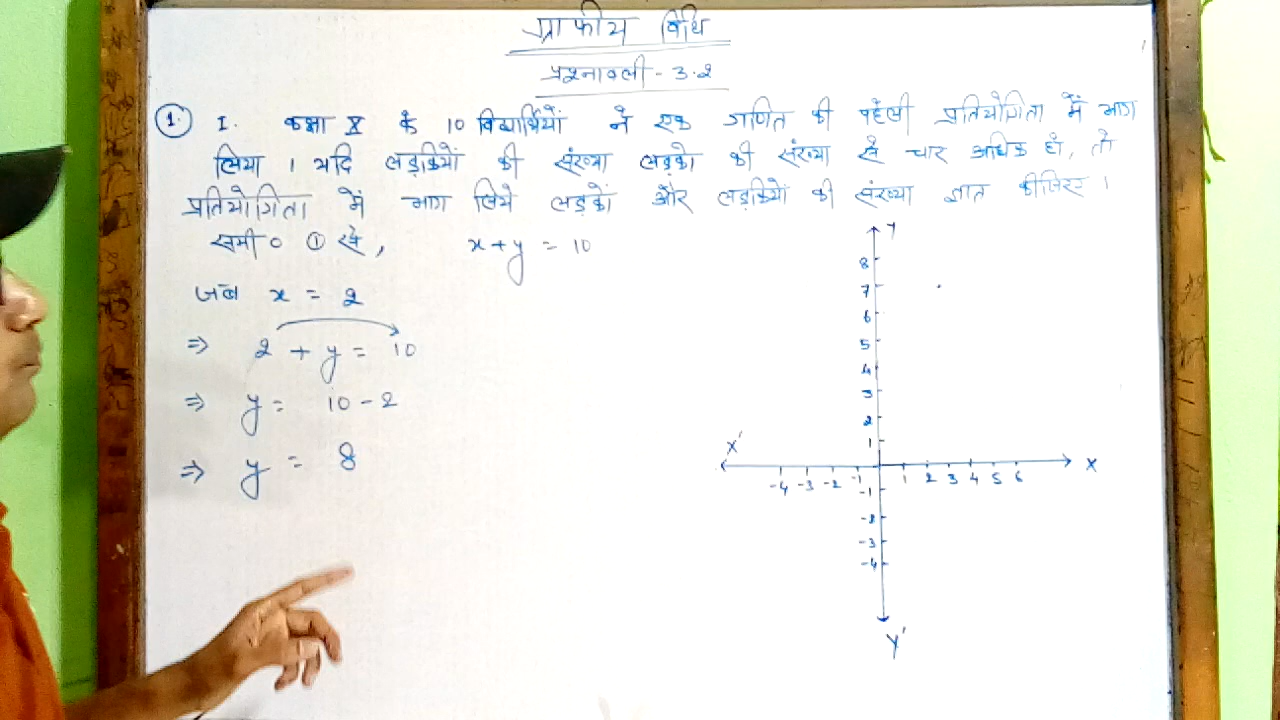 ग्राफीय विधि
प्रश्नावली - 3.2
1. I. कक्षा X के 10 विद्यार्थियों ने एक गणित की पहेली प्रतियोगिता में भाग
लिया । यदि लड़कियों की संख्या लड़को की संख्या से चार अधिक हो, तो
प्रतियोगिता में भाग लिये लड़कों और लड़कियों की संख्या ज्ञात कीजिए ।
समी० ① से, x + y = 10
जब x = 2
⇒ 2 + y = 10
⇒ y = 10 - 2
⇒ y = 8
Y
8
7
6
5
4
3
2
1
X'
X
-4 -3 -2 -1 1 2 3 4 5 6
-1
-2
-3
-4
Y'